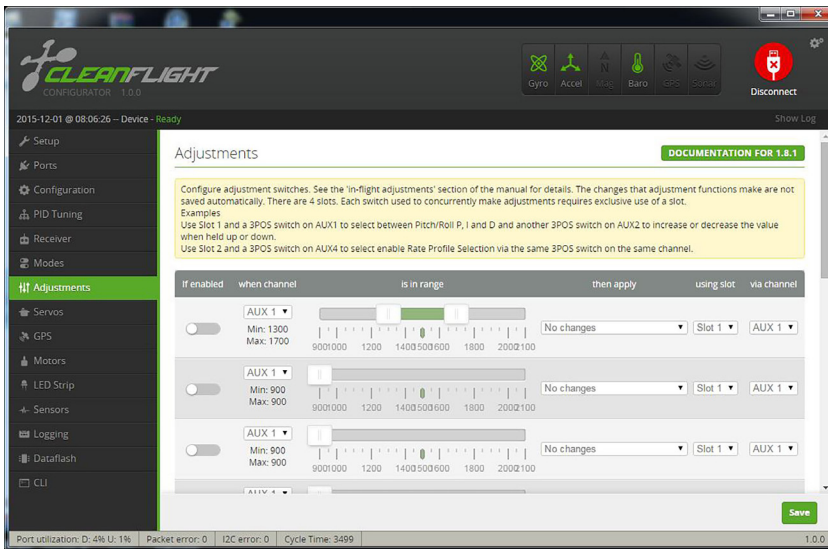 CLEANFLIGHT
CONFIGURATOR 1.0.0
Gyro Accel Mag Baro GPS Sonar
Disconnect
2015-12-01 @ 08:06:26 -- Device - Ready
Show Log
Setup
Ports
Configuration
PID Tuning
Receiver
Modes
Adjustments
Servos
GPS
Motors
LED Strip
Sensors
Logging
Dataflash
CLI
Adjustments
DOCUMENTATION FOR 1.8.1
Configure adjustment switches. See the 'in-flight adjustments' section of the manual for details. The changes that adjustment functions make are not
saved automatically. There are 4 slots. Each switch used to concurrently make adjustments requires exclusive use of a slot.
Examples
Use Slot 1 and a 3POS switch on AUX1 to select between Pitch/Roll P, I and D and another 3POS switch on AUX2 to increase or decrease the value
when held up or down.
Use Slot 2 and a 3POS switch on AUX4 to select enable Rate Profile Selection via the same 3POS switch on the same channel.
If enabled when channel is in range then apply using slot via channel
AUX 1
Min: 1300
Max: 1700
900 1000 1200 1400 1500 1600 1800 2000 2100
No changes Slot 1 AUX 1
AUX 1
Min: 900
Max: 900
900 1000 1200 1400 1500 1600 1800 2000 2100
No changes Slot 1 AUX 1
AUX 1
Min: 900
Max: 900
900 1000 1200 1400 1500 1600 1800 2000 2100
No changes Slot 1 AUX 1
AUX 1
Save
Port utilization: D: 4% U: 1% Packet error: 0 I2C error: 0 Cycle Time: 3499 1.0.0